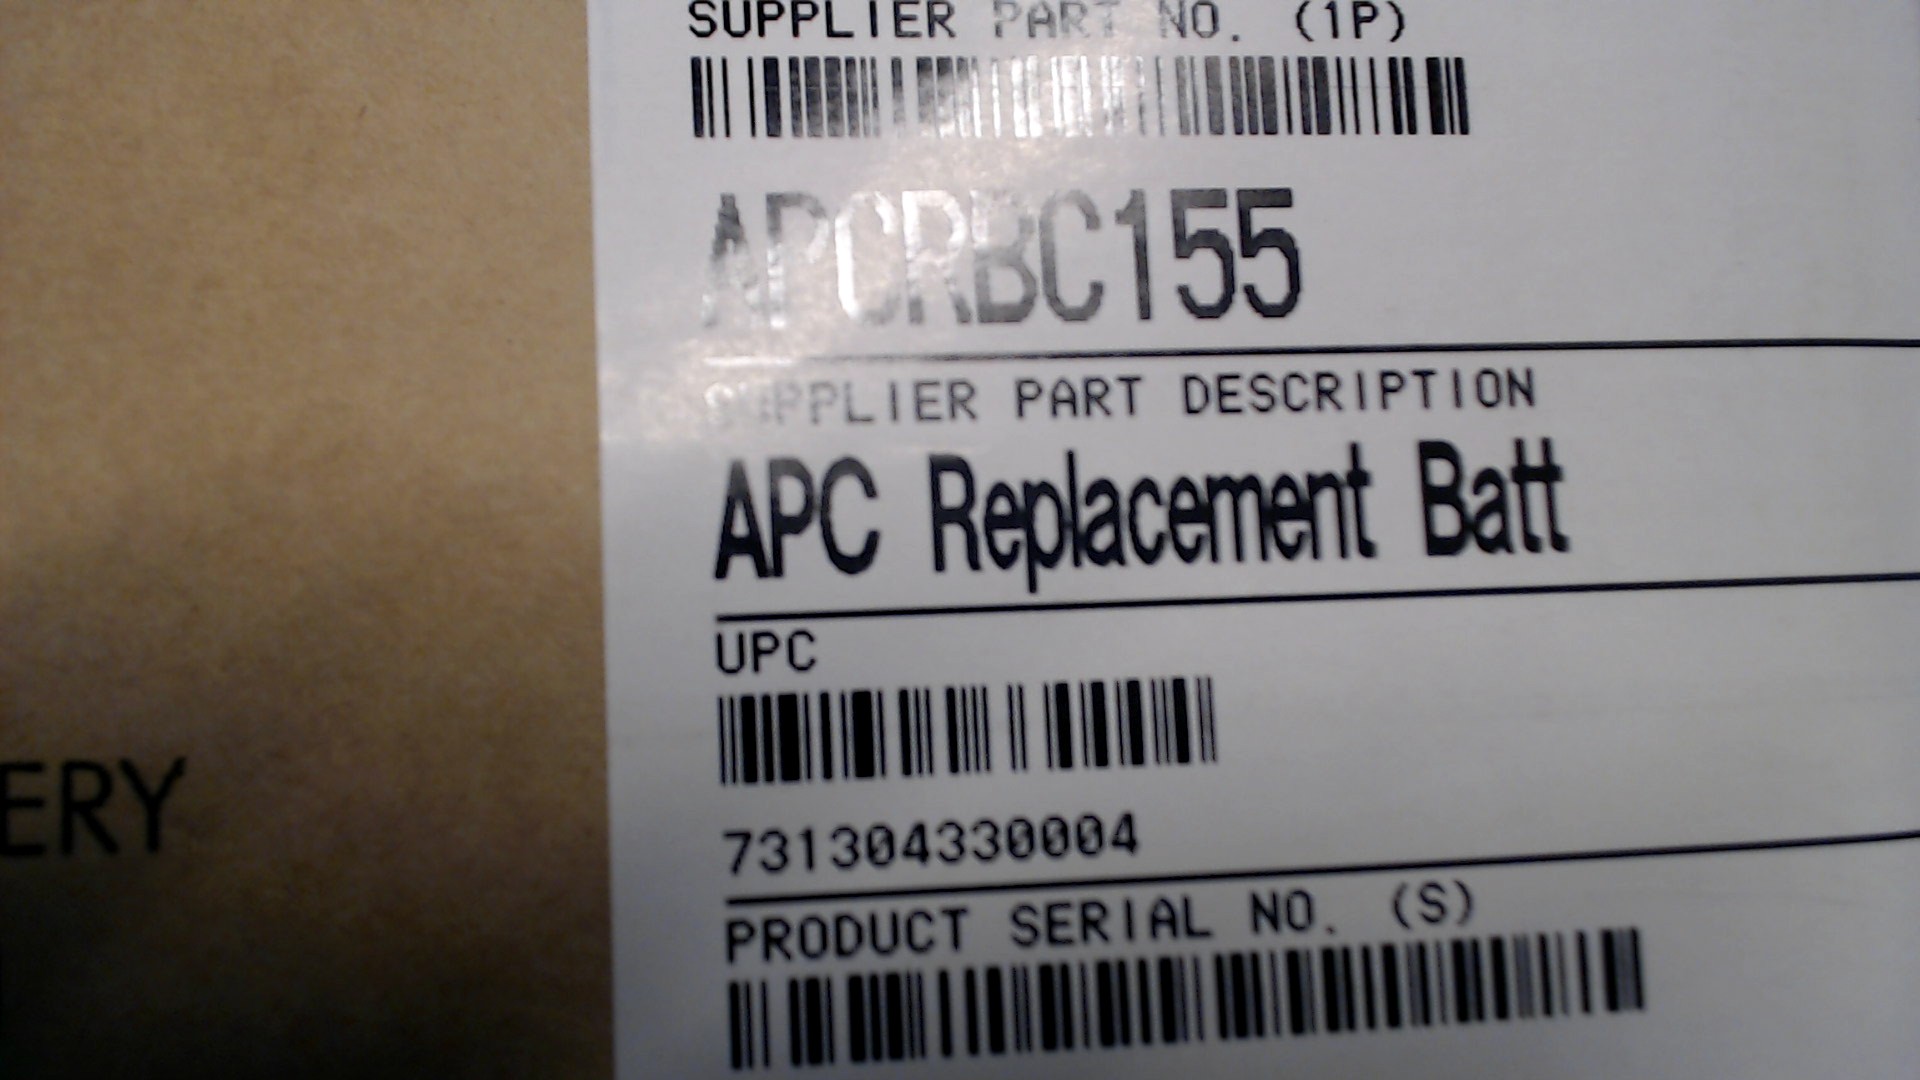 SUPPLIER PART NO. (1P)
APCRBC155
SUPPLIER PART DESCRIPTION
APC Replacement Batt
UPC
731304330004
ERY
PRODUCT SERIAL NO. (S)